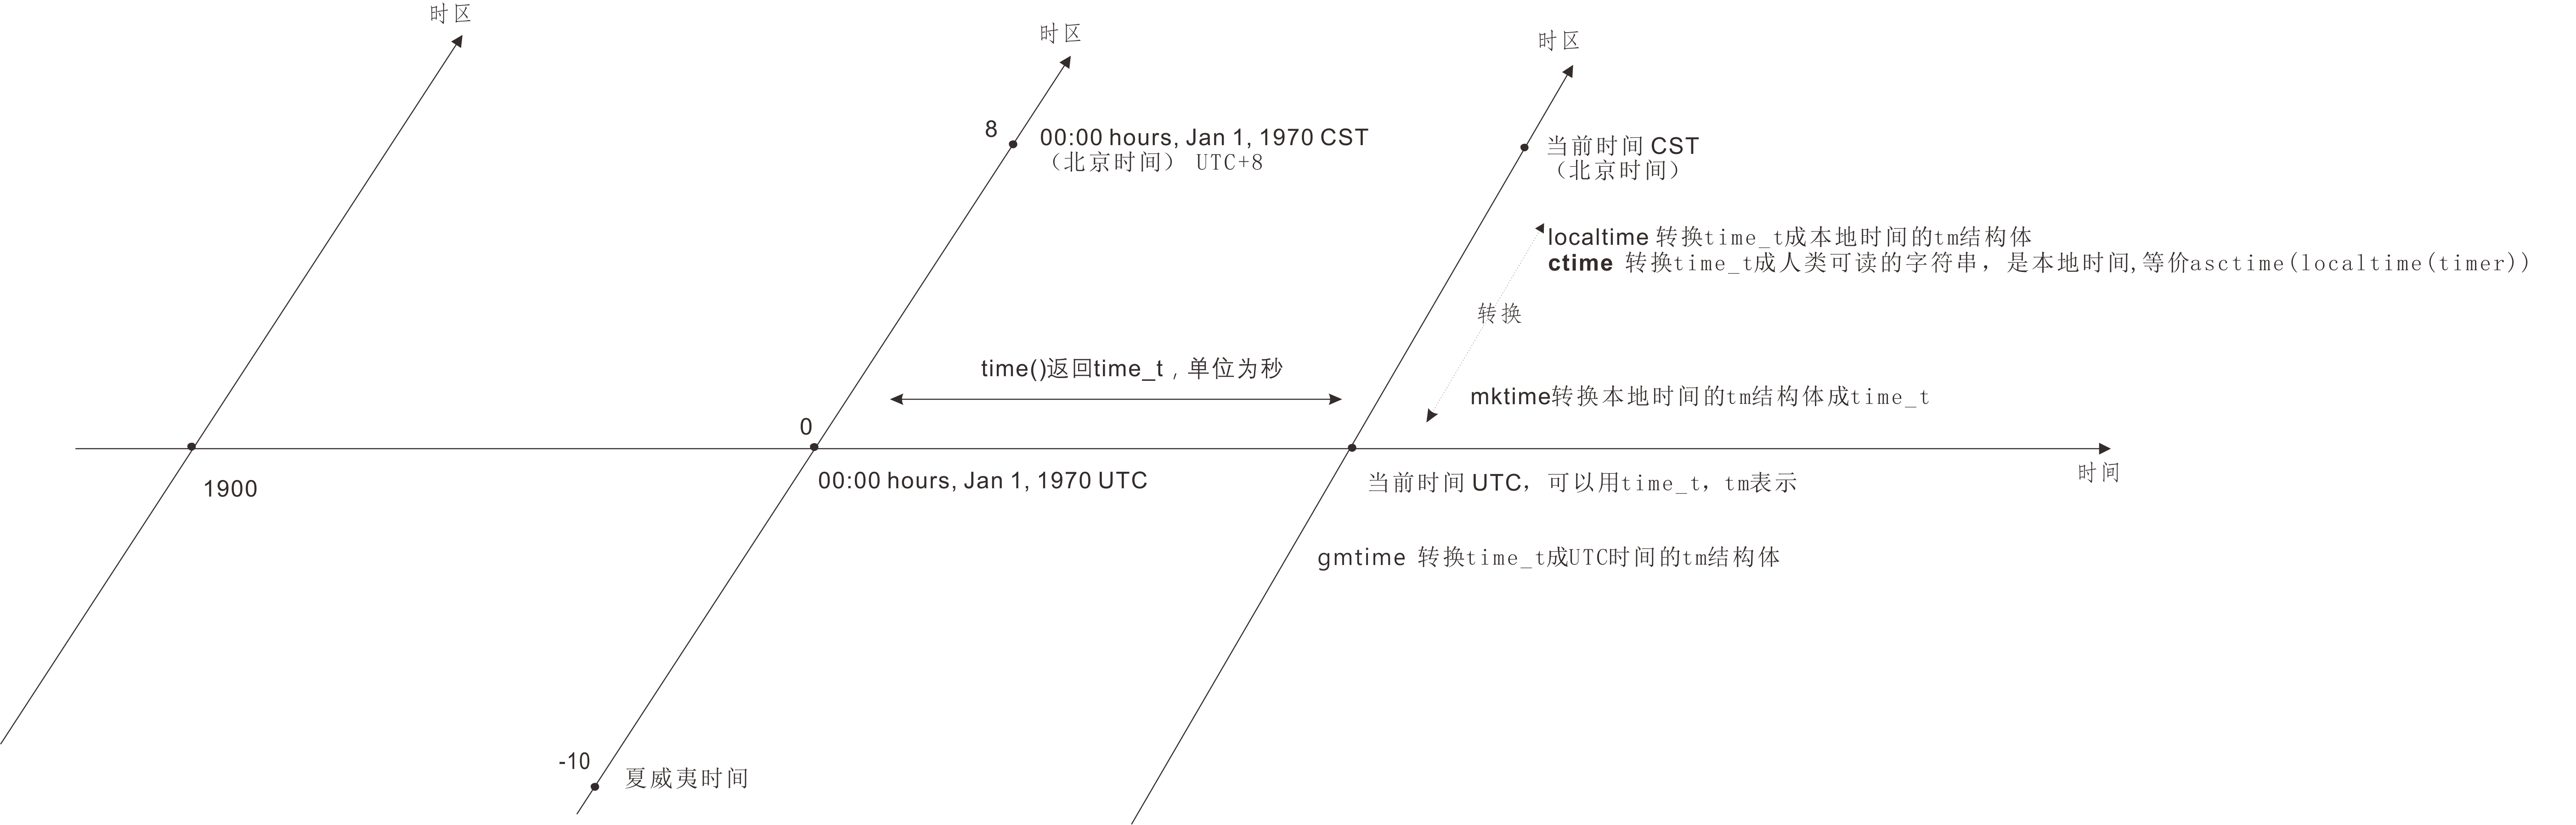 时区
时区
时区
8
00:00 hours, Jan 1, 1970 CST
（北京时间） UTC+8
当前时间 CST
（北京时间）
localtime 转换time_t成本地时间的tm结构体
ctime 转换time_t成人类可读的字符串，是本地时间,等价asctime(localtime(timer))
转换
time()返回time_t，单位为秒
mktime转换本地时间的tm结构体成time_t
0
时间
1900
00:00 hours, Jan 1, 1970 UTC
当前时间 UTC，可以用time_t，tm表示
gmtime 转换time_t成UTC时间的tm结构体
-10
夏威夷时间